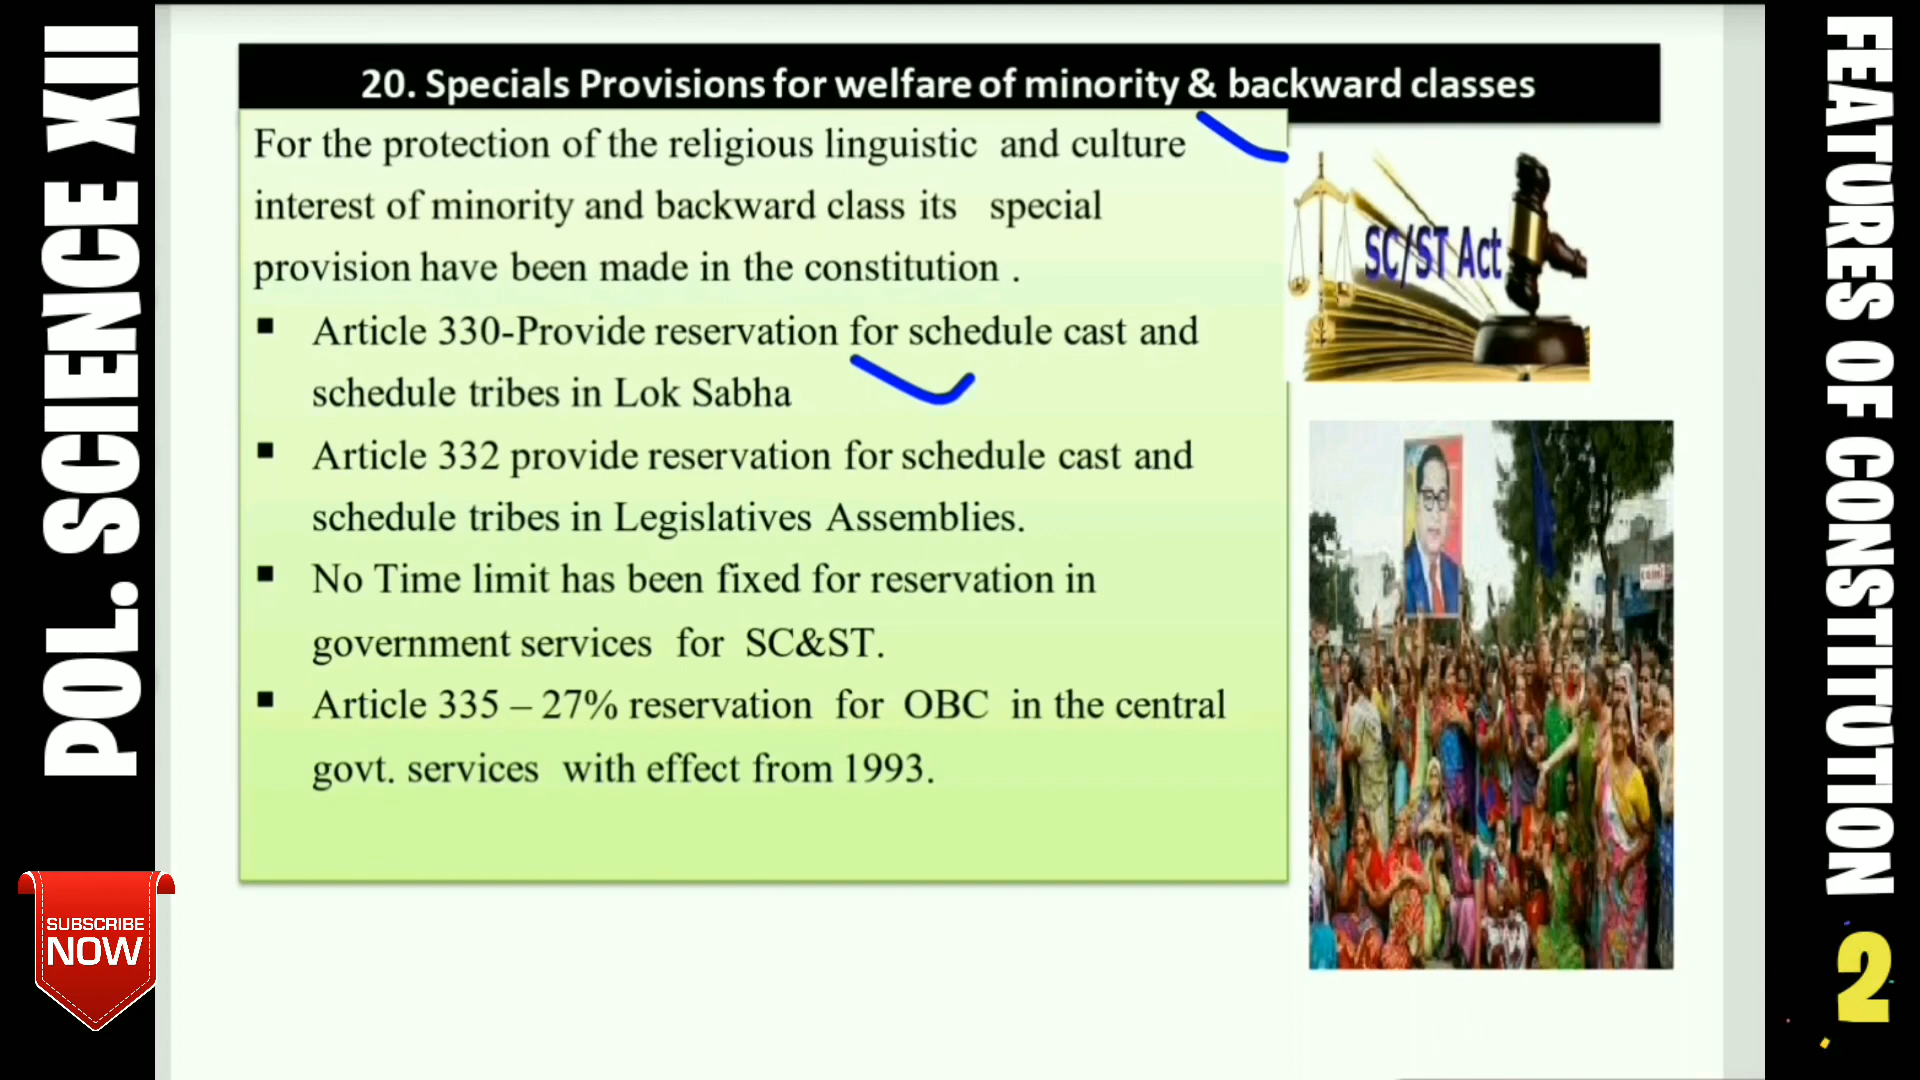 POL. SCIENCE XII
20. Specials Provisions for welfare of minority & backward classes
For the protection of the religious linguistic and culture
interest of minority and backward class its special
provision have been made in the constitution .
▪ Article 330-Provide reservation for schedule cast and
schedule tribes in Lok Sabha
▪ Article 332 provide reservation for schedule cast and
schedule tribes in Legislatives Assemblies.
▪ No Time limit has been fixed for reservation in
government services for SC&ST.
▪ Article 335 – 27% reservation for OBC in the central
govt. services with effect from 1993.
SC/ST Act
SUBSCRIBE
NOW
FEATURES OF CONSTITUTION
2